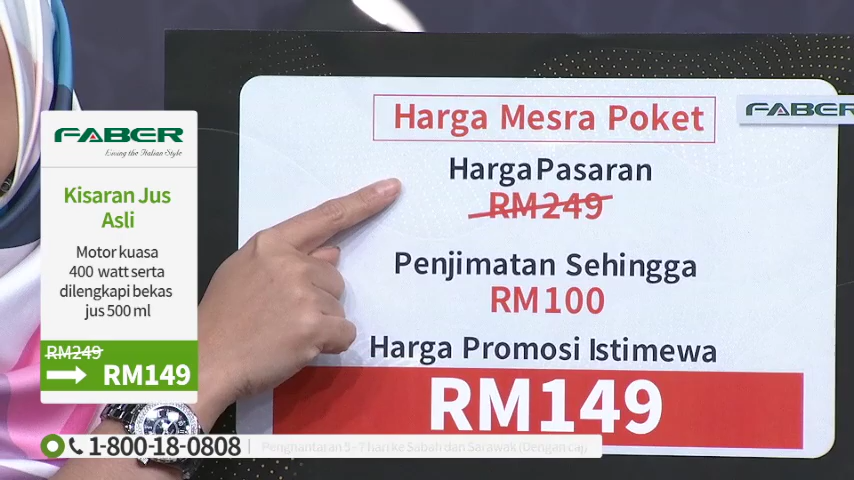 FABER
Living the Italian Style
Kisaran Jus
Asli
Motor kuasa
400 watt serta
dilengkapi bekas
jus 500 ml
RM249
RM149
1-800-18-0808
Penghantaran 5 - 7 hari ke Sabah dan Sarawak (Dengan caj
Harga Mesra Poket
FABER
Harga Pasaran
RM249
Penjimatan Sehingga
RM100
Harga Promosi Istimewa
RM149